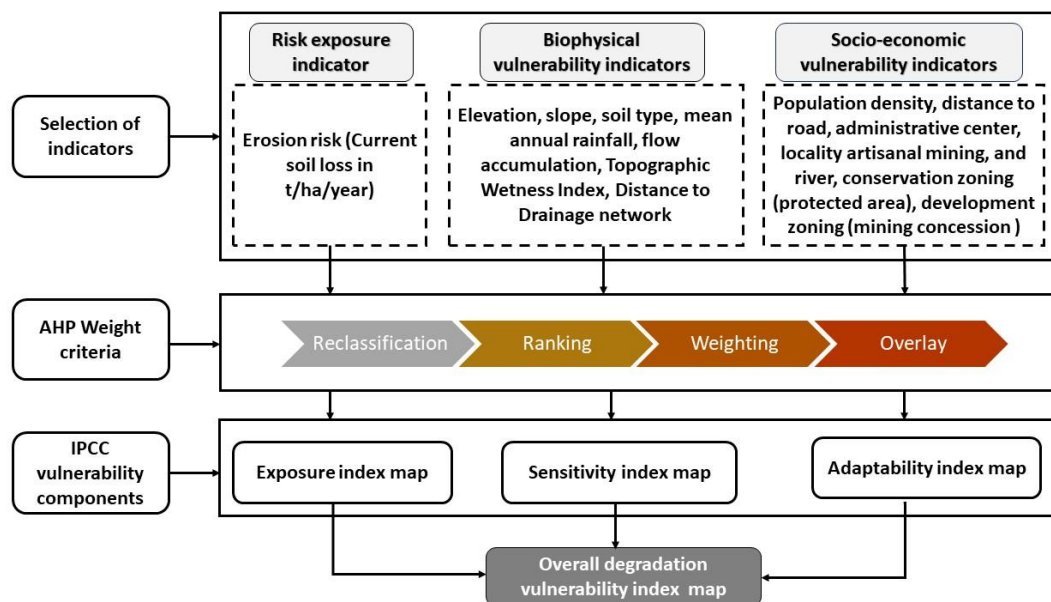 Risk exposure
indicator
Biophysical
vulnerability indicators
Socio-economic
vulnerability indicators
Selection of
indicators
Erosion risk (Current
soil loss in
t/ha/year)
Elevation, slope, soil type, mean
annual rainfall, flow
accumulation, Topographic
Wetness Index, Distance to
Drainage network
Population density, distance to
road, administrative center,
locality artisanal mining, and
river, conservation zoning
(protected area), development
zoning (mining concession )
AHP Weight
criteria
Reclassification
Ranking
Weighting
Overlay
IPCC
vulnerability
components
Exposure index map
Sensitivity index map
Adaptability index map
Overall degradation
vulnerability index map